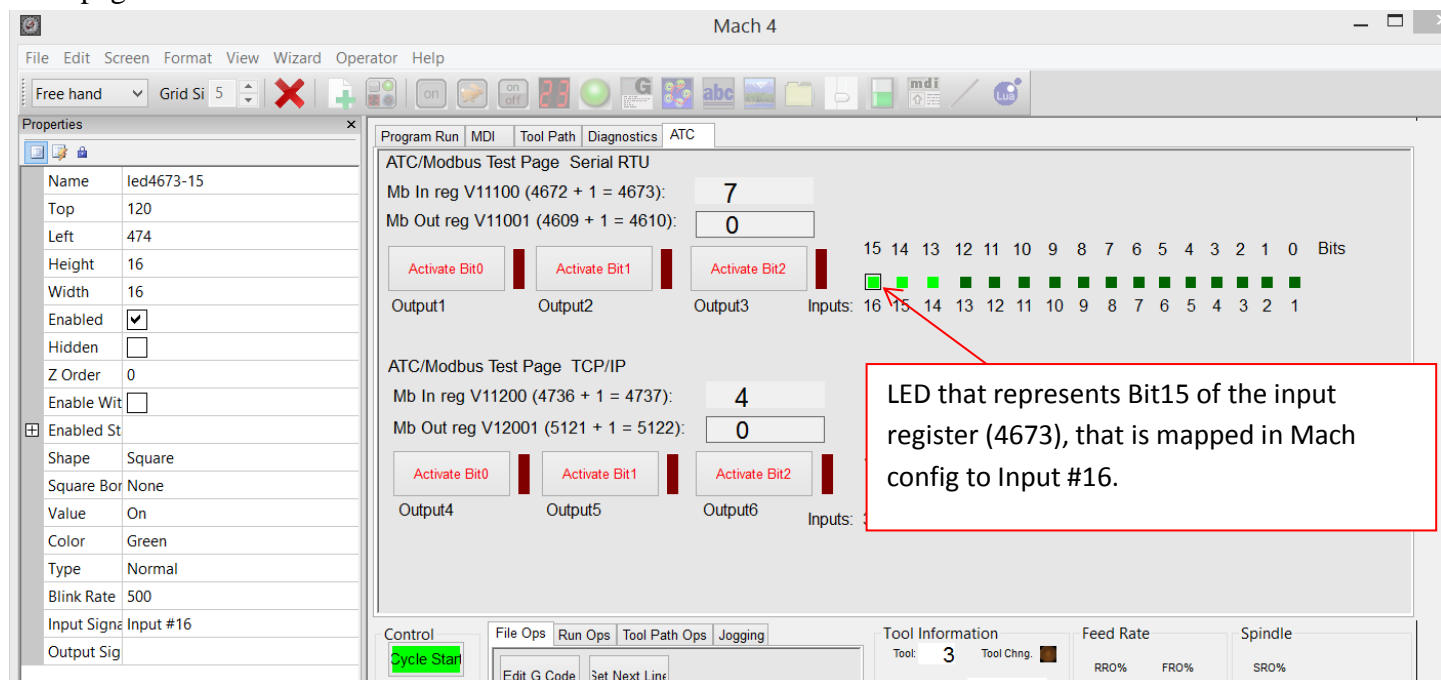 Mach 4
File Edit Screen Format View Wizard Operator Help
Free hand Grid Si 5 on on off 23 G abc mdi Lua
Properties x
Name led4673-15
Top 120
Left 474
Height 16
Width 16
Enabled
Hidden
Z Order 0
Enable Wit
Enabled St
Shape Square
Square Bor None
Value On
Color Green
Type Normal
Blink Rate 500
Input Signa Input #16
Output Sig
Program Run MDI Tool Path Diagnostics ATC
ATC/Modbus Test Page Serial RTU
Mb In reg V11100 (4672 + 1 = 4673): 7
Mb Out reg V11001 (4609 + 1 = 4610): 0
15 14 13 12 11 10 9 8 7 6 5 4 3 2 1 0 Bits
Activate Bit0 Activate Bit1 Activate Bit2
Output1 Output2 Output3 Inputs: 16 15 14 13 12 11 10 9 8 7 6 5 4 3 2 1
ATC/Modbus Test Page TCP/IP
Mb In reg V11200 (4736 + 1 = 4737): 4
Mb Out reg V12001 (5121 + 1 = 5122): 0
Activate Bit0 Activate Bit1 Activate Bit2
Output4 Output5 Output6 Inputs:
LED that represents Bit15 of the input
register (4673), that is mapped in Mach
config to Input #16.
Control File Ops Run Ops Tool Path Ops Jogging Tool Information Feed Rate Spindle
Cycle Start Tool: 3 Tool Chng. RRO% FRO% SRO%
Edit G Code Set Next Line